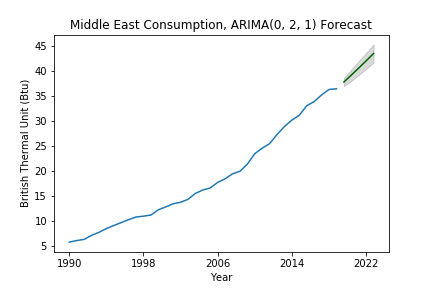 Middle East Consumption, ARIMA(0, 2, 1) Forecast
45
40
35
30
25
20
15
10
5
British Thermal Unit (Btu)
1990 1998 2006 2014 2022
Year